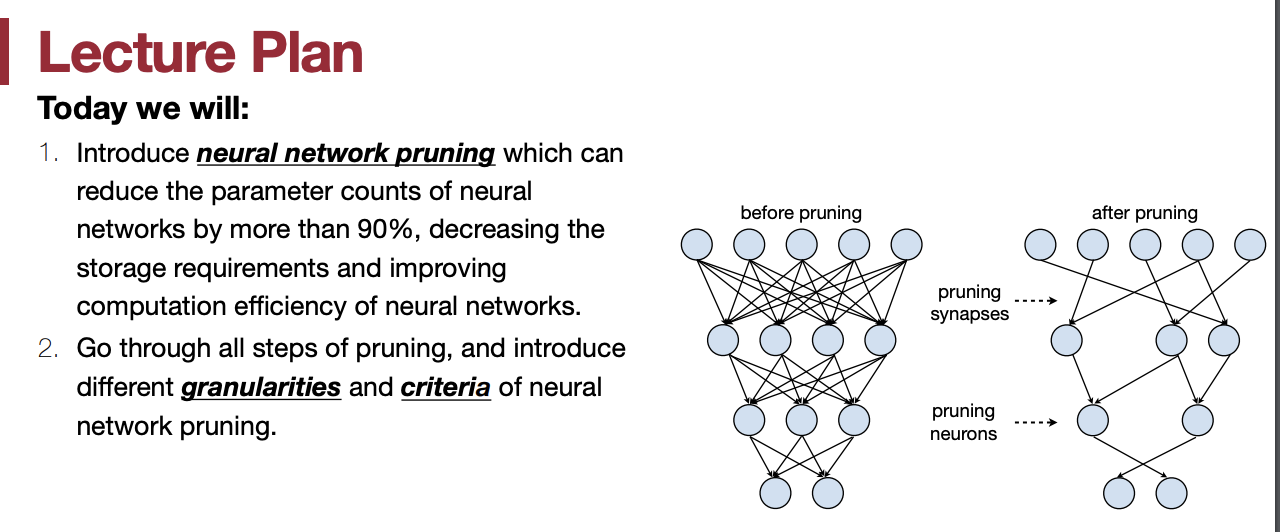 Lecture Plan
Today we will:
1. Introduce neural network pruning which can
reduce the parameter counts of neural
networks by more than 90%, decreasing the
storage requirements and improving
computation efficiency of neural networks.
2. Go through all steps of pruning, and introduce
different granularities and criteria of neural
network pruning.
before pruning
after pruning
pruning
synapses
pruning
neurons